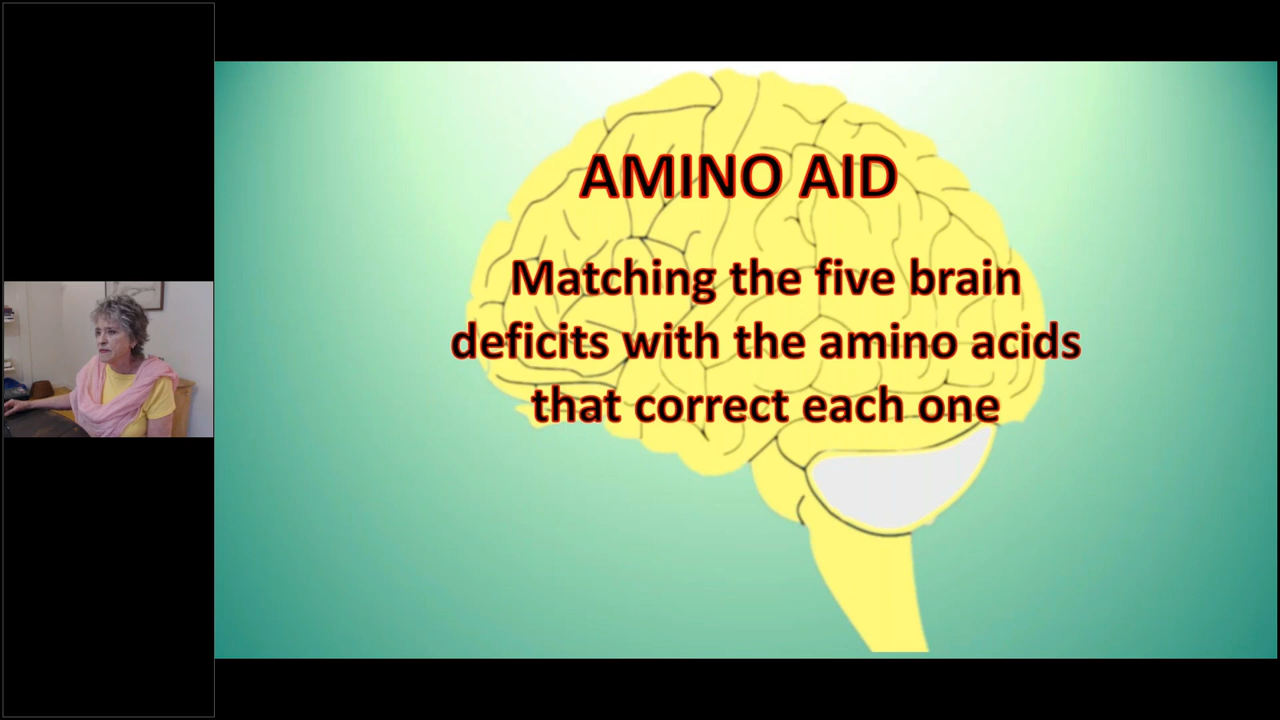 AMINO AID
Matching the five brain
deficits with the amino acids
that correct each one